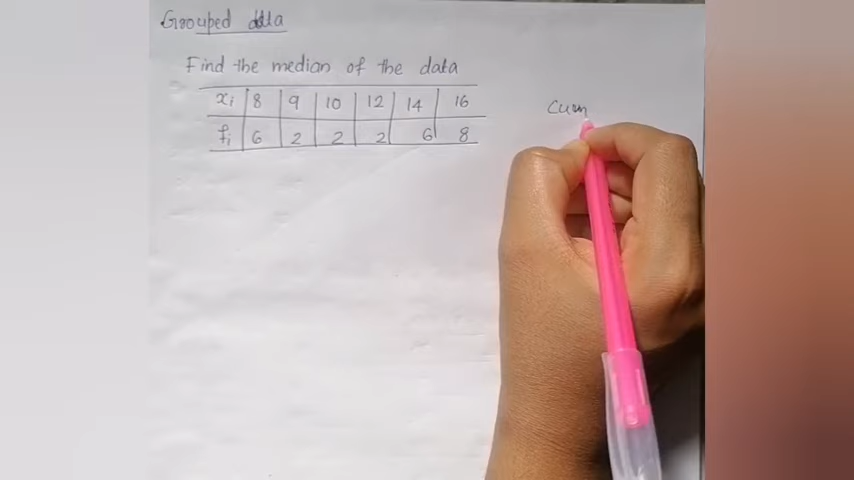 Grouped data
Find the median of the data
xi 8 9 10 12 14 16
Cum
fi 6 2 2 2 6 8